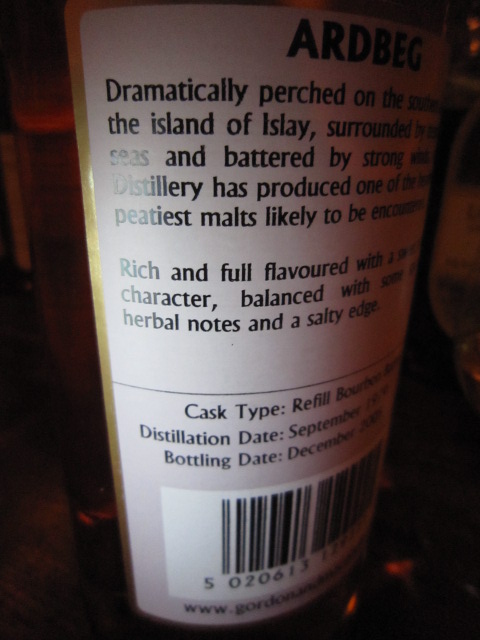 ARDBEG
Dramatically perched on the
the island of Islay, surrounded by
seas and battered by strong
Distillery has produced one of the
peatiest malts likely to be
Rich and full flavoured with a
character, balanced with some
herbal notes and a salty edge.
Cask Type: Refill Bourbon
Distillation Date: September
Bottling Date: December
5 020613